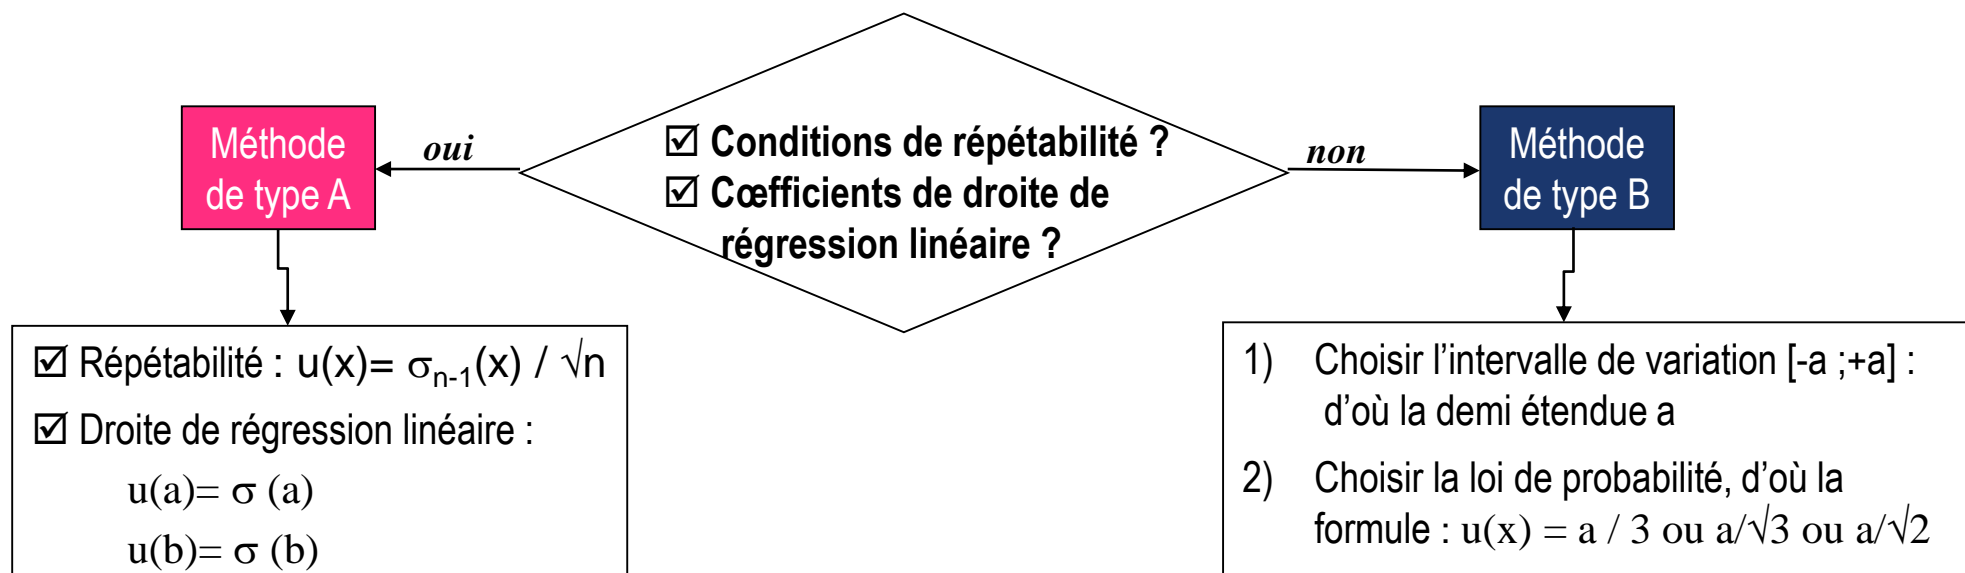 Méthode
de type A
oui
☑ Conditions de répétabilité ?
☑ Cœfficients de droite de
régression linéaire ?
non
Méthode
de type B
☑ Répétabilité : u(x)= σn-1(x) / √n
☑ Droite de régression linéaire :
u(a)= σ (a)
u(b)= σ (b)
1) Choisir l’intervalle de variation [-a ;+a] :
d’où la demi étendue a
2) Choisir la loi de probabilité, d’où la
formule : u(x) = a / 3 ou a/√3 ou a/√2